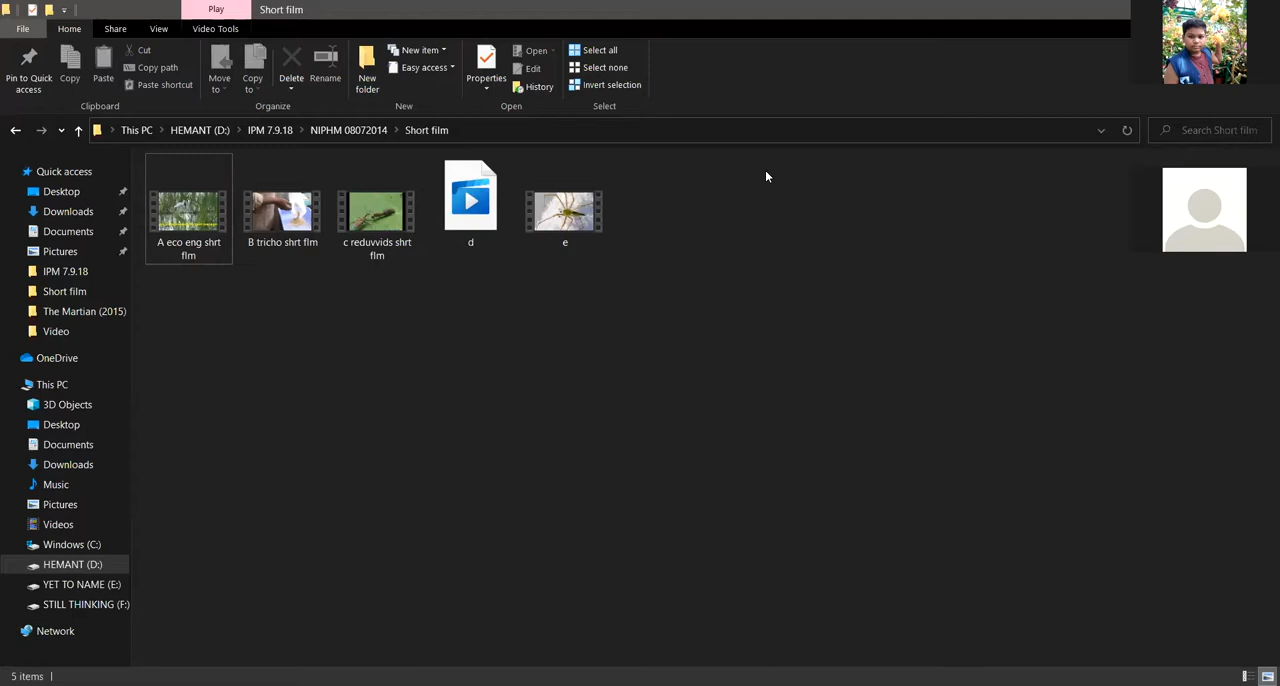 Play
Short film
File
Home
Share
View
Video Tools
Pin to Quick
access
Copy
Paste
Cut
Copy path
Paste shortcut
Clipboard
Move
to
Copy
to
Delete
Rename
Organize
New
folder
New item
Easy access
New
Properties
Open
Edit
History
Open
Select all
Select none
Invert selection
Select
This PC
HEMANT (D:)
IPM 7.9.18
NIPHM 08072014
Short film
Search Short film
Quick access
Desktop
Downloads
Documents
Pictures
IPM 7.9.18
Short film
The Martian (2015)
Video
OneDrive
This PC
3D Objects
Desktop
Documents
Downloads
Music
Pictures
Videos
Windows (C:)
HEMANT (D:)
YET TO NAME (E:)
STILL THINKING (F:)
Network
A eco eng shrt
flm
B tricho shrt flm
c reduvvids shrt
flm
d
e
5 items